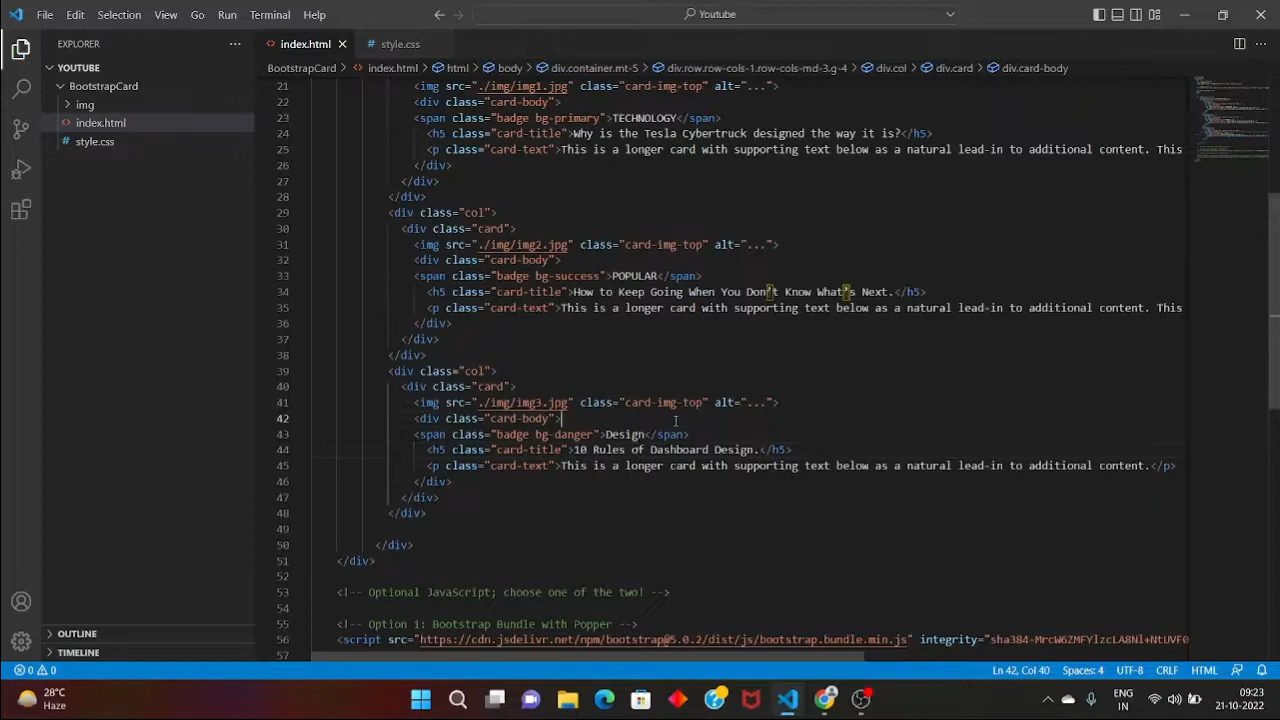 File Edit Selection View Go Run Terminal Help
Youtube
EXPLORER
YOUTUBE
BootstrapCard
img
index.html
style.css
OUTLINE
TIMELINE
index.html
style.css
BootstrapCard > index.html > html > body > div.container.mt-5 > div.row.row-cols-1.row-cols-md-3.g-4 > div.col > div.card > div.card-body
21 <img src="./img/img1.jpg" class="card-img-top" alt="...">
22 <div class="card-body">
23 <span class="badge bg-primary">TECHNOLOGY</span>
24 <h5 class="card-title">Why is the Tesla Cybertruck designed the way it is?</h5>
25 <p class="card-text">This is a longer card with supporting text below as a natural lead-in to additional content. This
26 </div>
27 </div>
28 </div>
29 <div class="col">
30 <div class="card">
31 <img src="./img/img2.jpg" class="card-img-top" alt="...">
32 <div class="card-body">
33 <span class="badge bg-success">POPULAR</span>
34 <h5 class="card-title">How to Keep Going When You Don’t Know What’s Next.</h5>
35 <p class="card-text">This is a longer card with supporting text below as a natural lead-in to additional content. This
36 </div>
37 </div>
38 </div>
39 <div class="col">
40 <div class="card">
41 <img src="./img/img3.jpg" class="card-img-top" alt="...">
42 <div class="card-body">
43 <span class="badge bg-danger">Design</span>
44 <h5 class="card-title">10 Rules of Dashboard Design.</h5>
45 <p class="card-text">This is a longer card with supporting text below as a natural lead-in to additional content.</p>
46 </div>
47 </div>
48 </div>
49
50 </div>
51 </div>
52
53 <!-- Optional JavaScript; choose one of the two! -->
54
55 <!-- Option 1: Bootstrap Bundle with Popper -->
56 <script src="https://cdn.jsdelivr.net/npm/bootstrap@5.0.2/dist/js/bootstrap.bundle.min.js" integrity="sha384-MrcW6ZMFYlzcLA8Nl+NtUVF0
57
0 0 Ln 42, Col 40 Spaces: 4 UTF-8 CRLF HTML
28°C
Haze
ENG
IN
09:23
21-10-2022